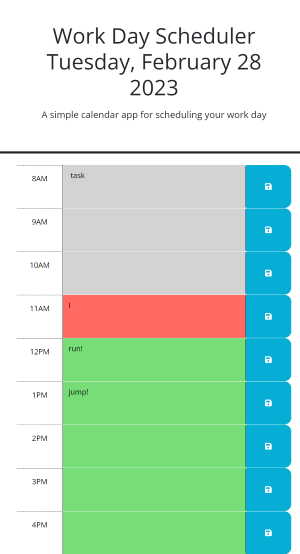 Work Day Scheduler
Tuesday, February 28
2023
A simple calendar app for scheduling your work day
8AM task
9AM
10AM
11AM
12PM run!
1PM jump!
2PM
3PM
4PM